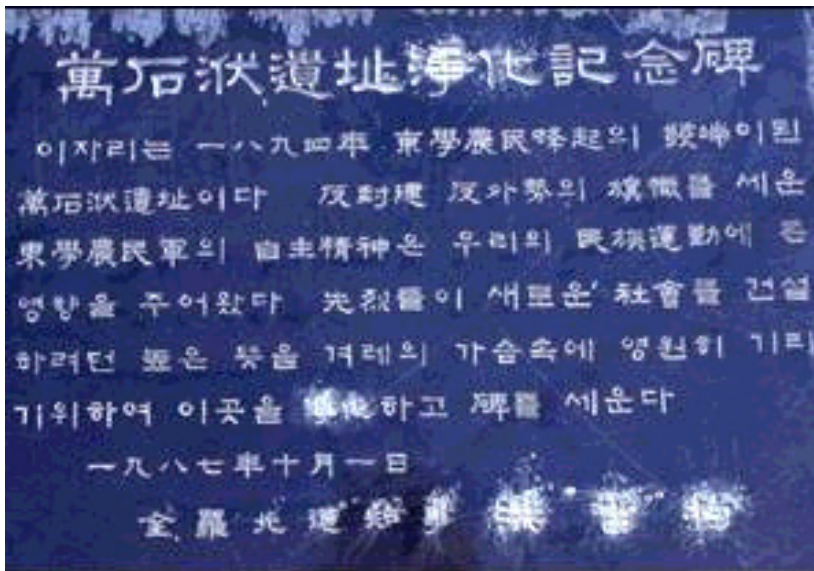 萬石洑遺址淨化記念碑
이자리는 一八九四年 東學農民蜂起의 이된
萬石洑遺址이다 反封建 反外勢의 旗幟를 세운
東學農民軍의 自主精神은 우리의 民族運動에 큰
영향을 주어왔다 先烈들이 새로운 社會를 건설
하려던 높은 뜻을 겨레의 가슴속에 영원히 기리
기위하여 이곳을 淨化하고 碑를 세운다
一九八七年十月一日
全羅北道知事